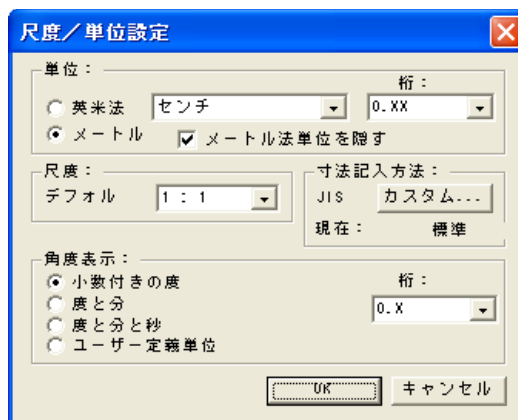 尺度／単位設定
単位：
桁：
英米法 センチ 0.XX
メートル メートル法単位を隠す
尺度：
デフォル 1 : 1
寸法記入方法：
JIS カスタム...
現在： 標準
角度表示：
小数付きの度
度と分
度と分と秒
ユーザー定義単位
桁：
0.X
OK キャンセル